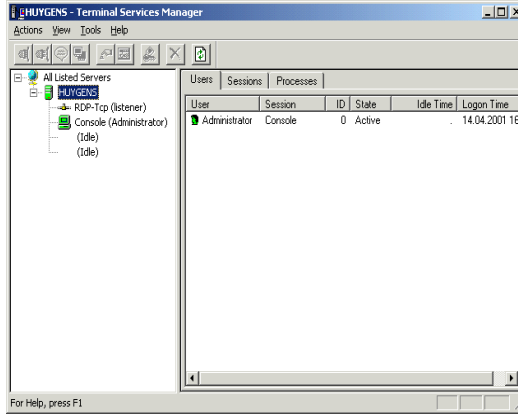 HUYGENS - Terminal Services Manager
Actions View Tools Help
All Listed Servers
HUYGENS
RDP-Tcp (listener)
Console (Administrator)
(Idle)
(Idle)
Users Sessions Processes
User Session ID State Idle Time Logon Time
Administrator Console 0 Active . 14.04.2001 16
For Help, press F1